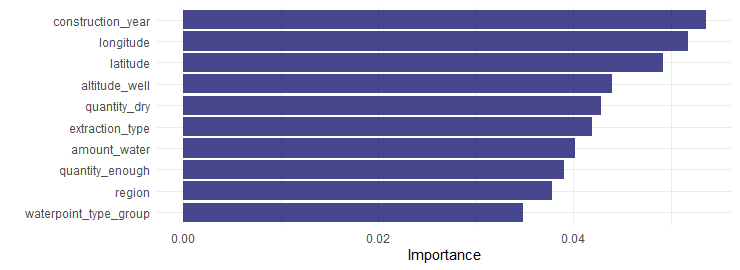 construction_year
longitude
latitude
altitude_well
quantity_dry
extraction_type
amount_water
quantity_enough
region
waterpoint_type_group
0.00 0.02 0.04
Importance